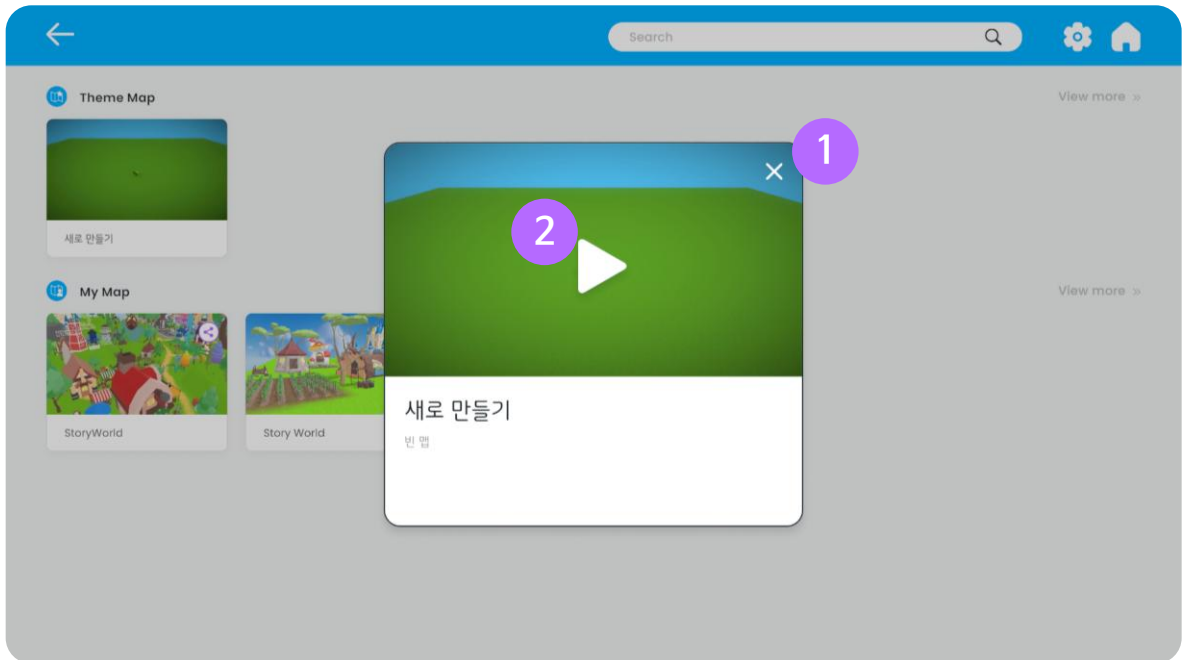 Search
Theme Map
View more »
새로 만들기
My Map
View more »
StoryWorld
Story World
1
2
새로 만들기
빈 맵